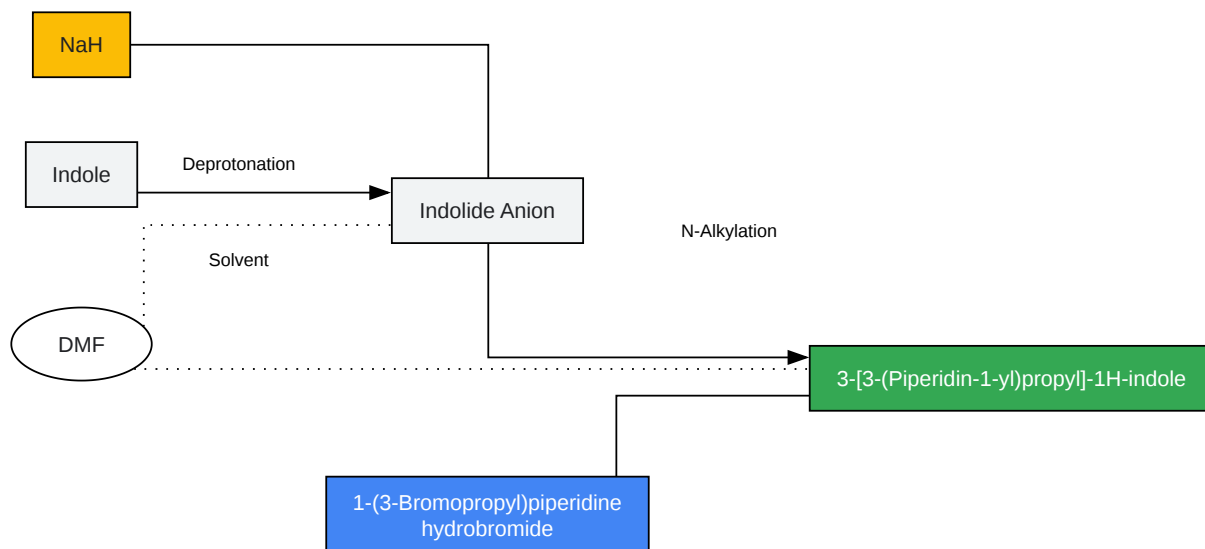 NaH
Indole
Deprotonation
Indolide Anion
N-Alkylation
Solvent
DMF
3-[3-(Piperidin-1-yl)propyl]-1H-indole
1-(3-Bromopropyl)piperidine
hydrobromide